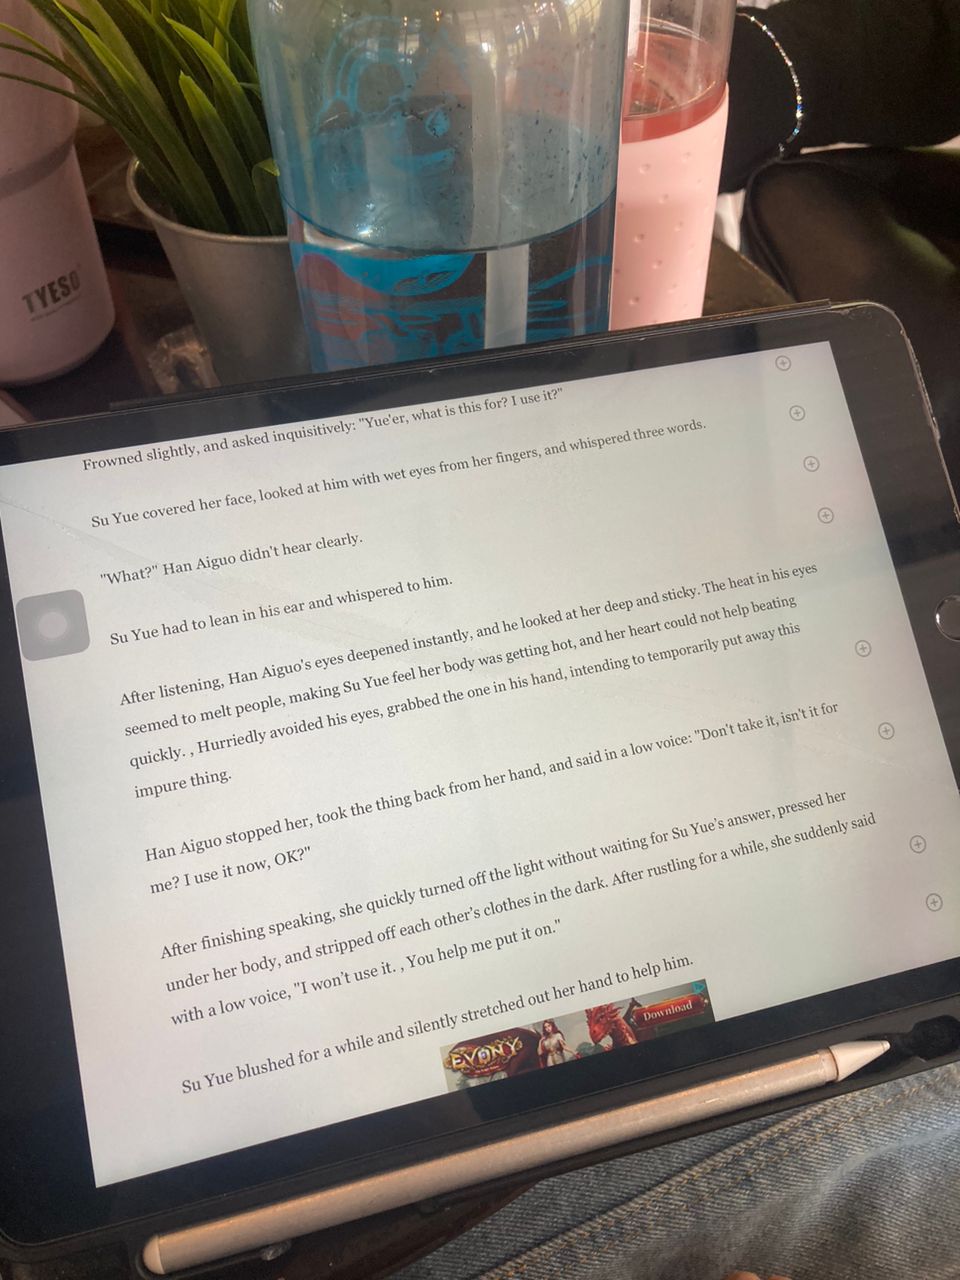 TYESO
Frowned slightly, and asked inquisitively: "Yue'er, what is this for? I use it?"
Su Yue covered her face, looked at him with wet eyes from her fingers, and whispered three words.
"What?" Han Aiguo didn't hear clearly.
Su Yue had to lean in his ear and whispered to him.
After listening, Han Aiguo's eyes deepened instantly, and he looked at her deep and sticky. The heat in his eyes
seemed to melt people, making Su Yue feel her body was getting hot, and her heart could not help beating
quickly. , Hurriedly avoided his eyes, grabbed the one in his hand, intending to temporarily put away this
impure thing.
Han Aiguo stopped her, took the thing back from her hand, and said in a low voice: "Don't take it, isn't it for
me? I use it now, OK?"
After finishing speaking, she quickly turned off the light without waiting for Su Yue’s answer, pressed her
under her body, and stripped off each other’s clothes in the dark. After rustling for a while, she suddenly said
with a low voice, "I won’t use it. , You help me put it on."
Su Yue blushed for a while and silently stretched out her hand to help him.
EVONY
Download